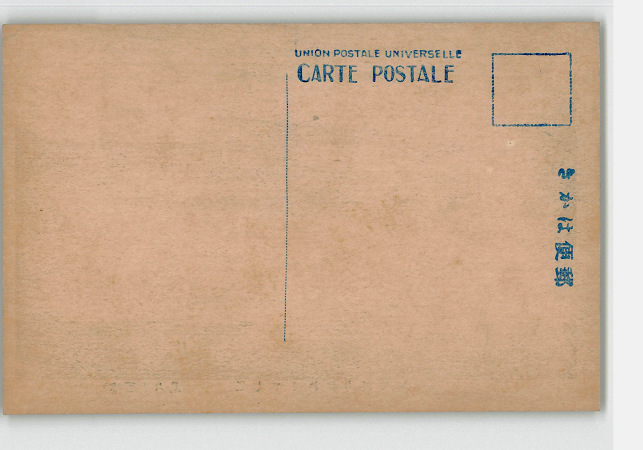 UNION POSTALE UNIVERSELLE
CARTE POSTALE
きかは便郵